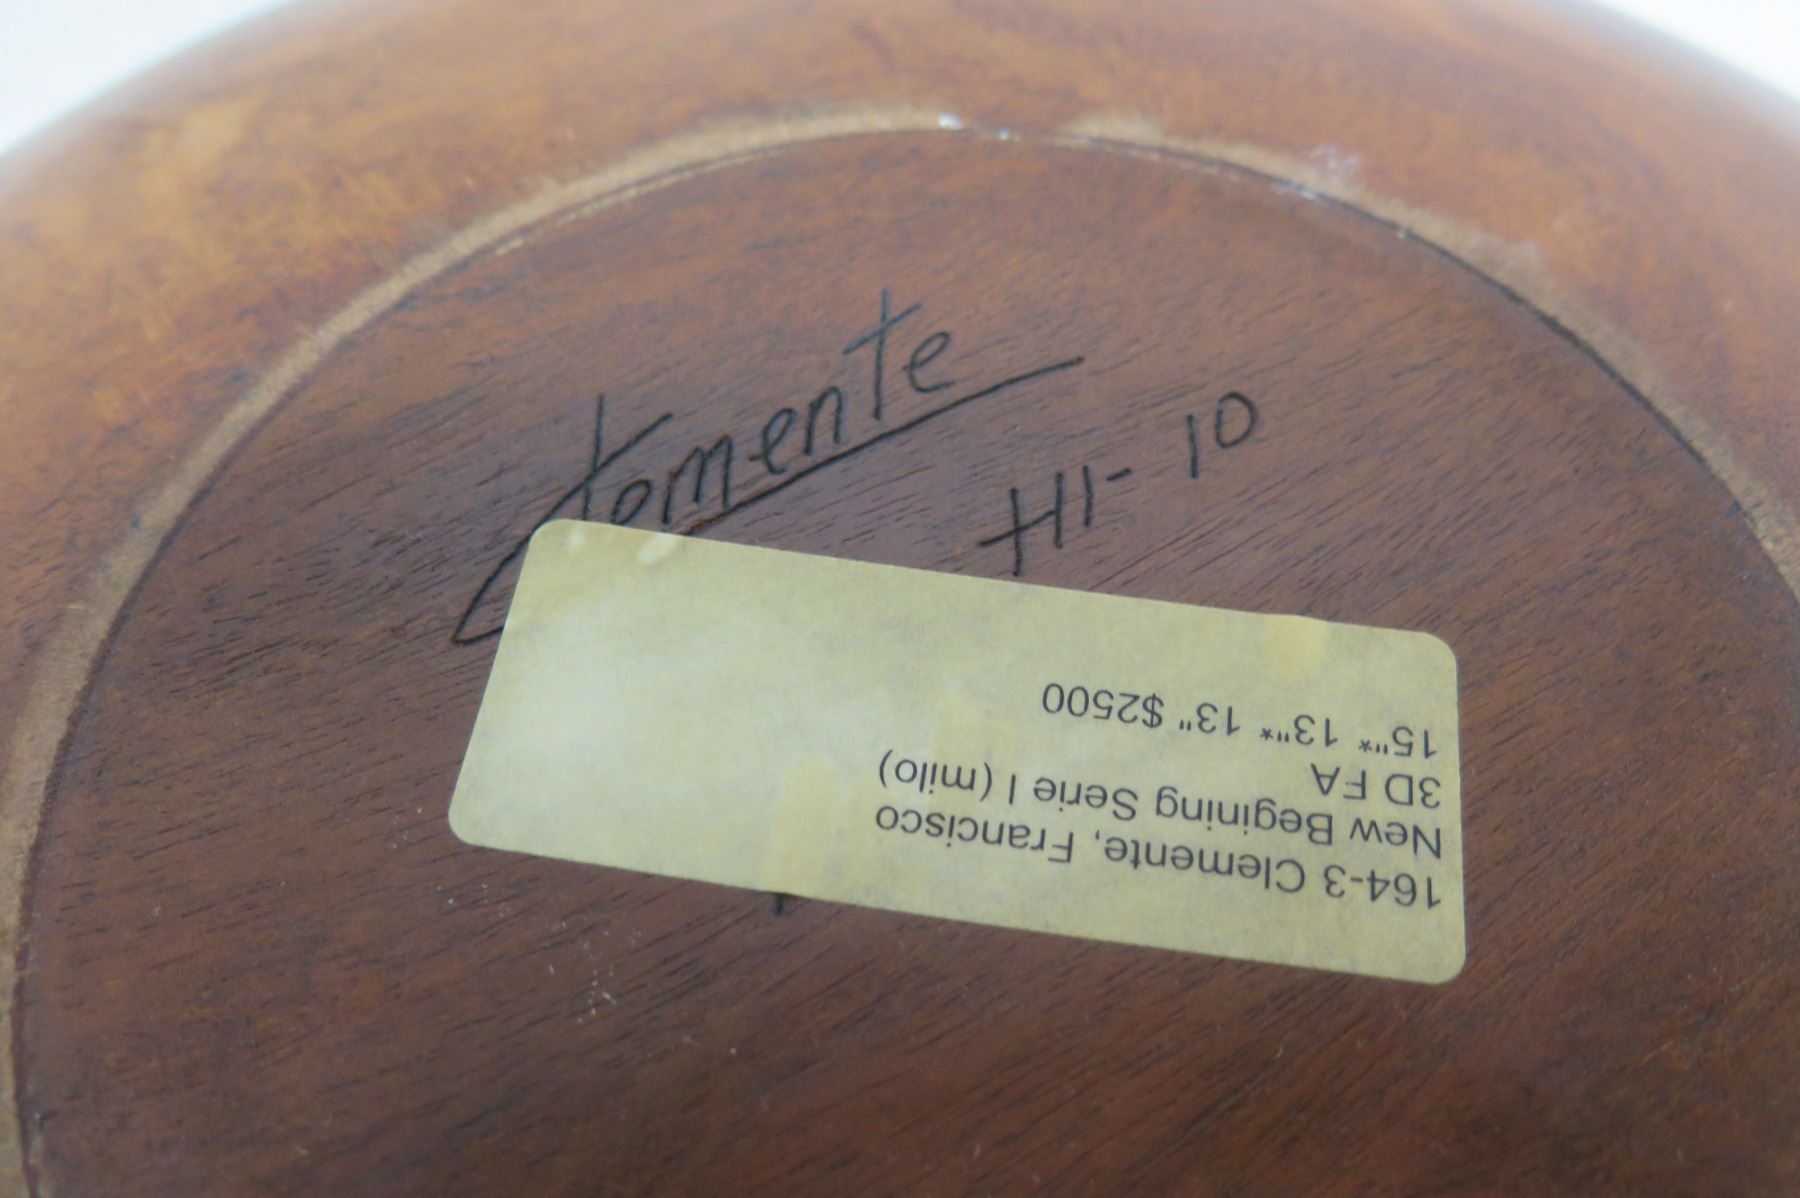 Clemente
HI-10
164-3 Clemente, Francisco
New Begining Serie I (milo)
3D FA
15"* 13"* 13" $2500